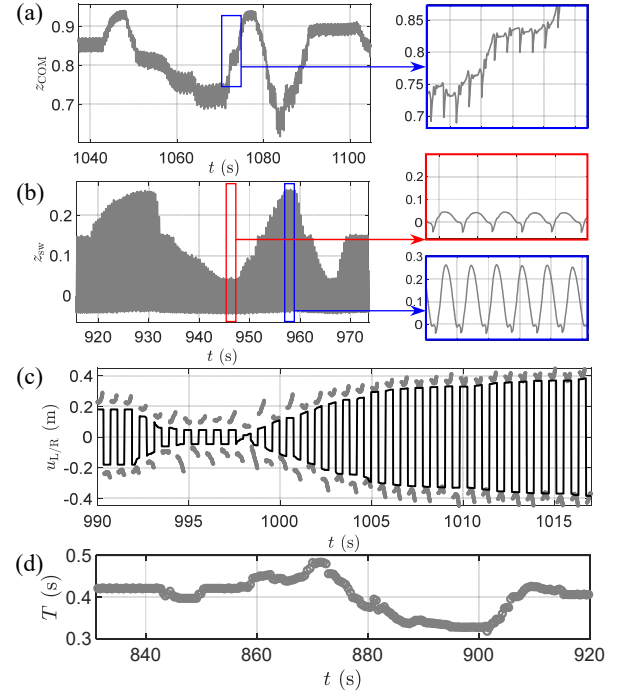 (a)
0.9
0.8
0.7
z_COM
1040 1060 1080 1100
t (s)
0.85
0.8
0.75
0.7
(b)
0.2
0.1
0
z_sw
920 930 940 950 960 970
t (s)
0.2
0.1
0
0.3
0.2
0.1
0
(c)
0.4
0.2
0
-0.2
-0.4
u_L/R (m)
990 995 1000 1005 1010 1015
t (s)
(d)
0.5
0.4
0.3
T (s)
840 860 880 900 920
t (s)